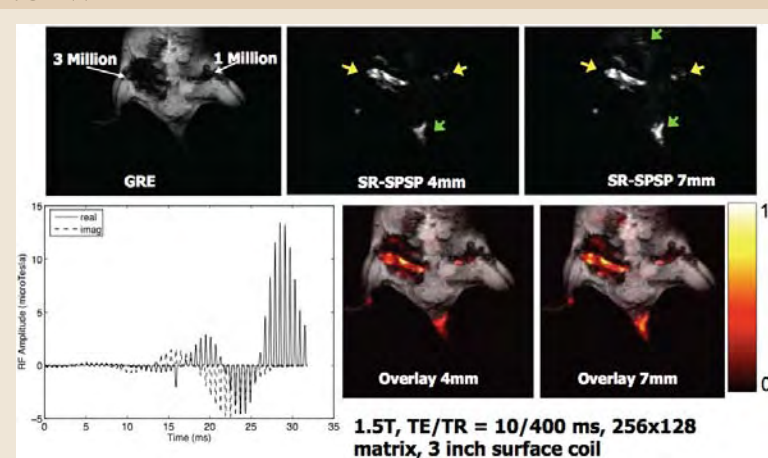 3 Million
1 Million
GRE
SR-SPSP 4mm
SR-SPSP 7mm
15
10
5
0
−5
RF Amplitude (microTesla)
real
imag
0 5 10 15 20 25 30 35
Time (ms)
Overlay 4mm
Overlay 7mm
1
0
1.5T, TE/TR = 10/400 ms, 256x128
matrix, 3 inch surface coil